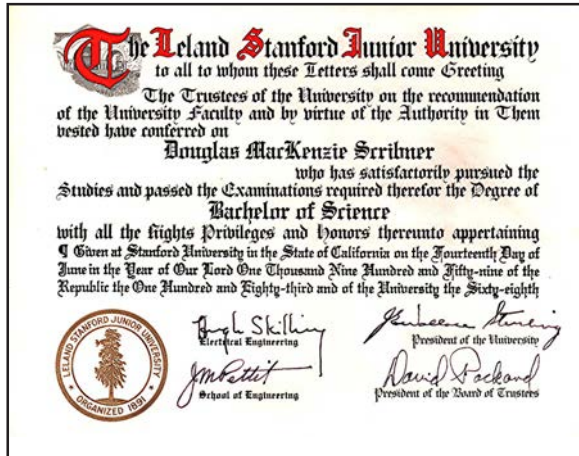 The Leland Stanford Junior University
to all to whom these Letters shall come Greeting
The Trustees of the University on the recommendation
of the University Faculty and by virtue of the Authority in Them
vested have conferred on
Douglas MacKenzie Scribner
who has satisfactorily pursued the
Studies and passed the Examinations required therefor the Degree of
Bachelor of Science
with all the Rights Privileges and Honors thereunto appertaining
¶ Given at Stanford University in the State of California on the Fourteenth Day of
June in the Year of Our Lord One Thousand Nine Hundred and Fifty-nine of the
Republic the One Hundred and Eighty-third and of the University the Sixty-eighth
Hugh Skilling
Electrical Engineering
Sterling
President of the University
JM Pettit
School of Engineering
David Packard
President of the Board of Trustees
LELAND STANFORD JUNIOR UNIVERSITY
ORGANIZED 1891